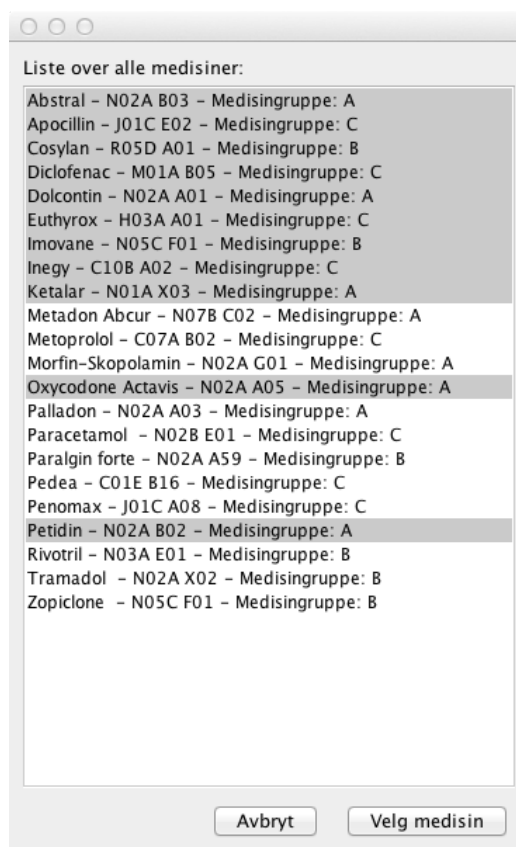 Liste over alle medisiner:
Abstral – N02A B03 – Medisingruppe: A
Apocillin – J01C E02 – Medisingruppe: C
Cosylan – R05D A01 – Medisingruppe: B
Diclofenac – M01A B05 – Medisingruppe: C
Dolcontin – N02A A01 – Medisingruppe: A
Euthyrox – H03A A01 – Medisingruppe: C
Imovane – N05C F01 – Medisingruppe: B
Inegy – C10B A02 – Medisingruppe: C
Ketalar – N01A X03 – Medisingruppe: A
Metadon Abcur – N07B C02 – Medisingruppe: A
Metoprolol – C07A B02 – Medisingruppe: C
Morfin–Skopolamin – N02A G01 – Medisingruppe: A
Oxycodone Actavis – N02A A05 – Medisingruppe: A
Palladon – N02A A03 – Medisingruppe: A
Paracetamol – N02B E01 – Medisingruppe: C
Paralgin forte – N02A A59 – Medisingruppe: B
Pedea – C01E B16 – Medisingruppe: C
Penomax – J01C A08 – Medisingruppe: C
Petidin – N02A B02 – Medisingruppe: A
Rivotril – N03A E01 – Medisingruppe: B
Tramadol – N02A X02 – Medisingruppe: B
Zopiclone – N05C F01 – Medisingruppe: B
Avbryt Velg medisin